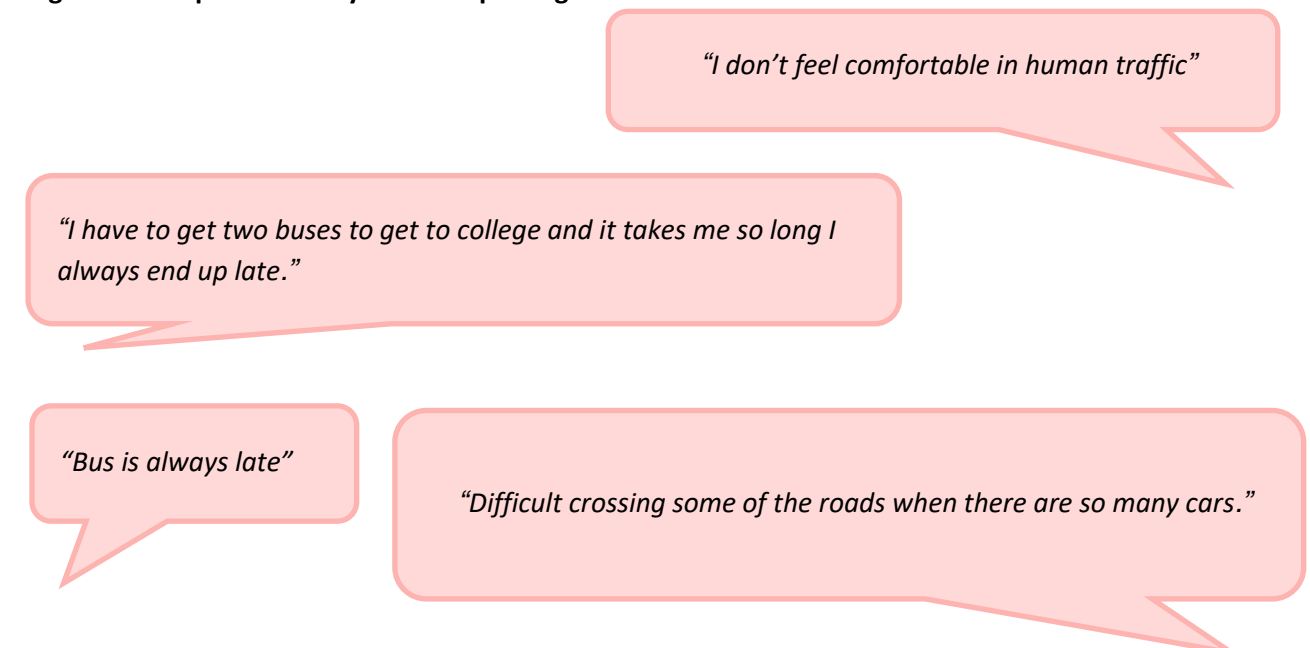 “I don’t feel comfortable in human traffic”
“I have to get two buses to get to college and it takes me so long I
always end up late.”
“Bus is always late”
“Difficult crossing some of the roads when there are so many cars.”